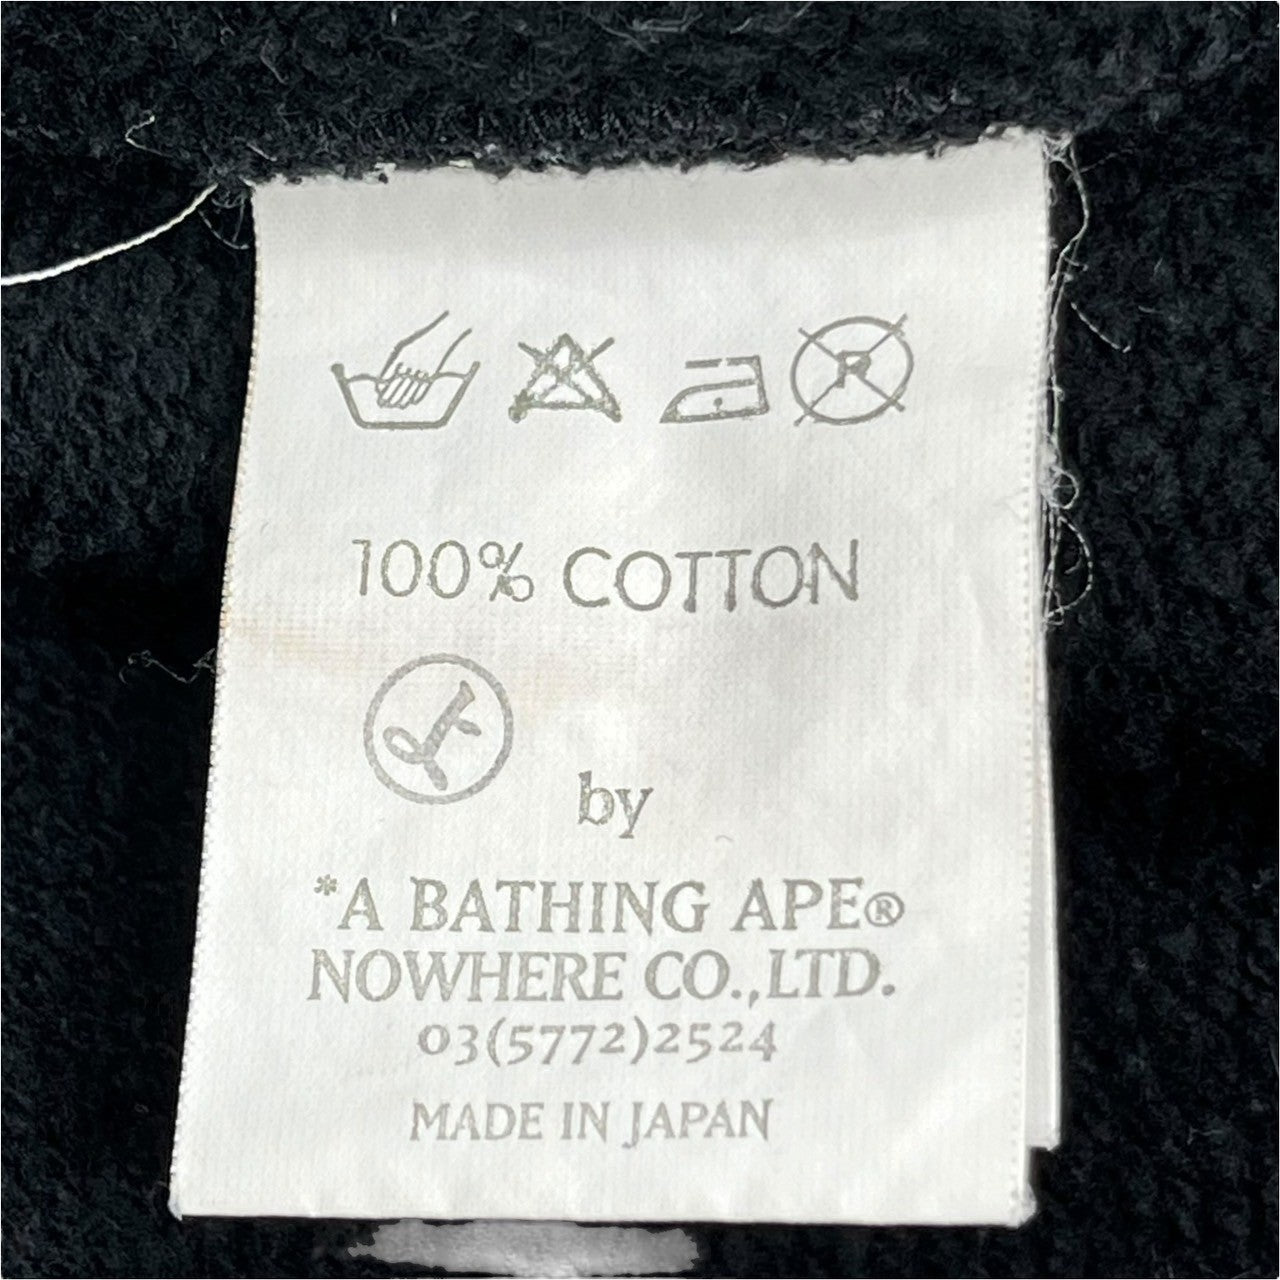 P
100% COTTON
by
*A BATHING APE®
NOWHERE CO.,LTD.
03(5772)2524
MADE IN JAPAN